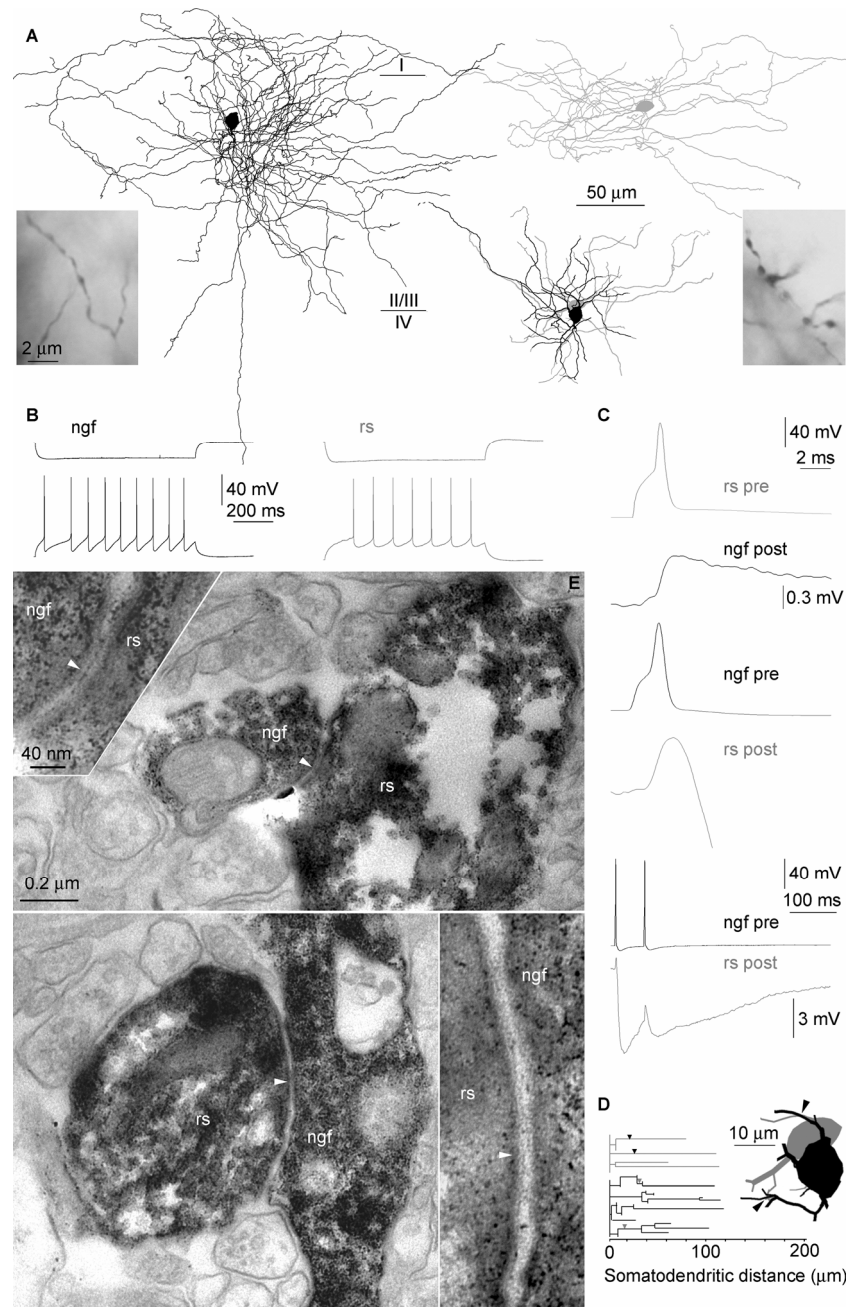 A
I
50 μm
II/III
IV
2 μm
B
ngf
rs
40 mV
200 ms
C
40 mV
2 ms
rs pre
ngf post
0.3 mV
ngf pre
rs post
40 mV
100 ms
ngf pre
rs post
3 mV
E
ngf
rs
40 nm
ngf
rs
0.2 μm
rs
ngf
ngf
rs
D
10 μm
0 100 200
Somatodendritic distance (μm)